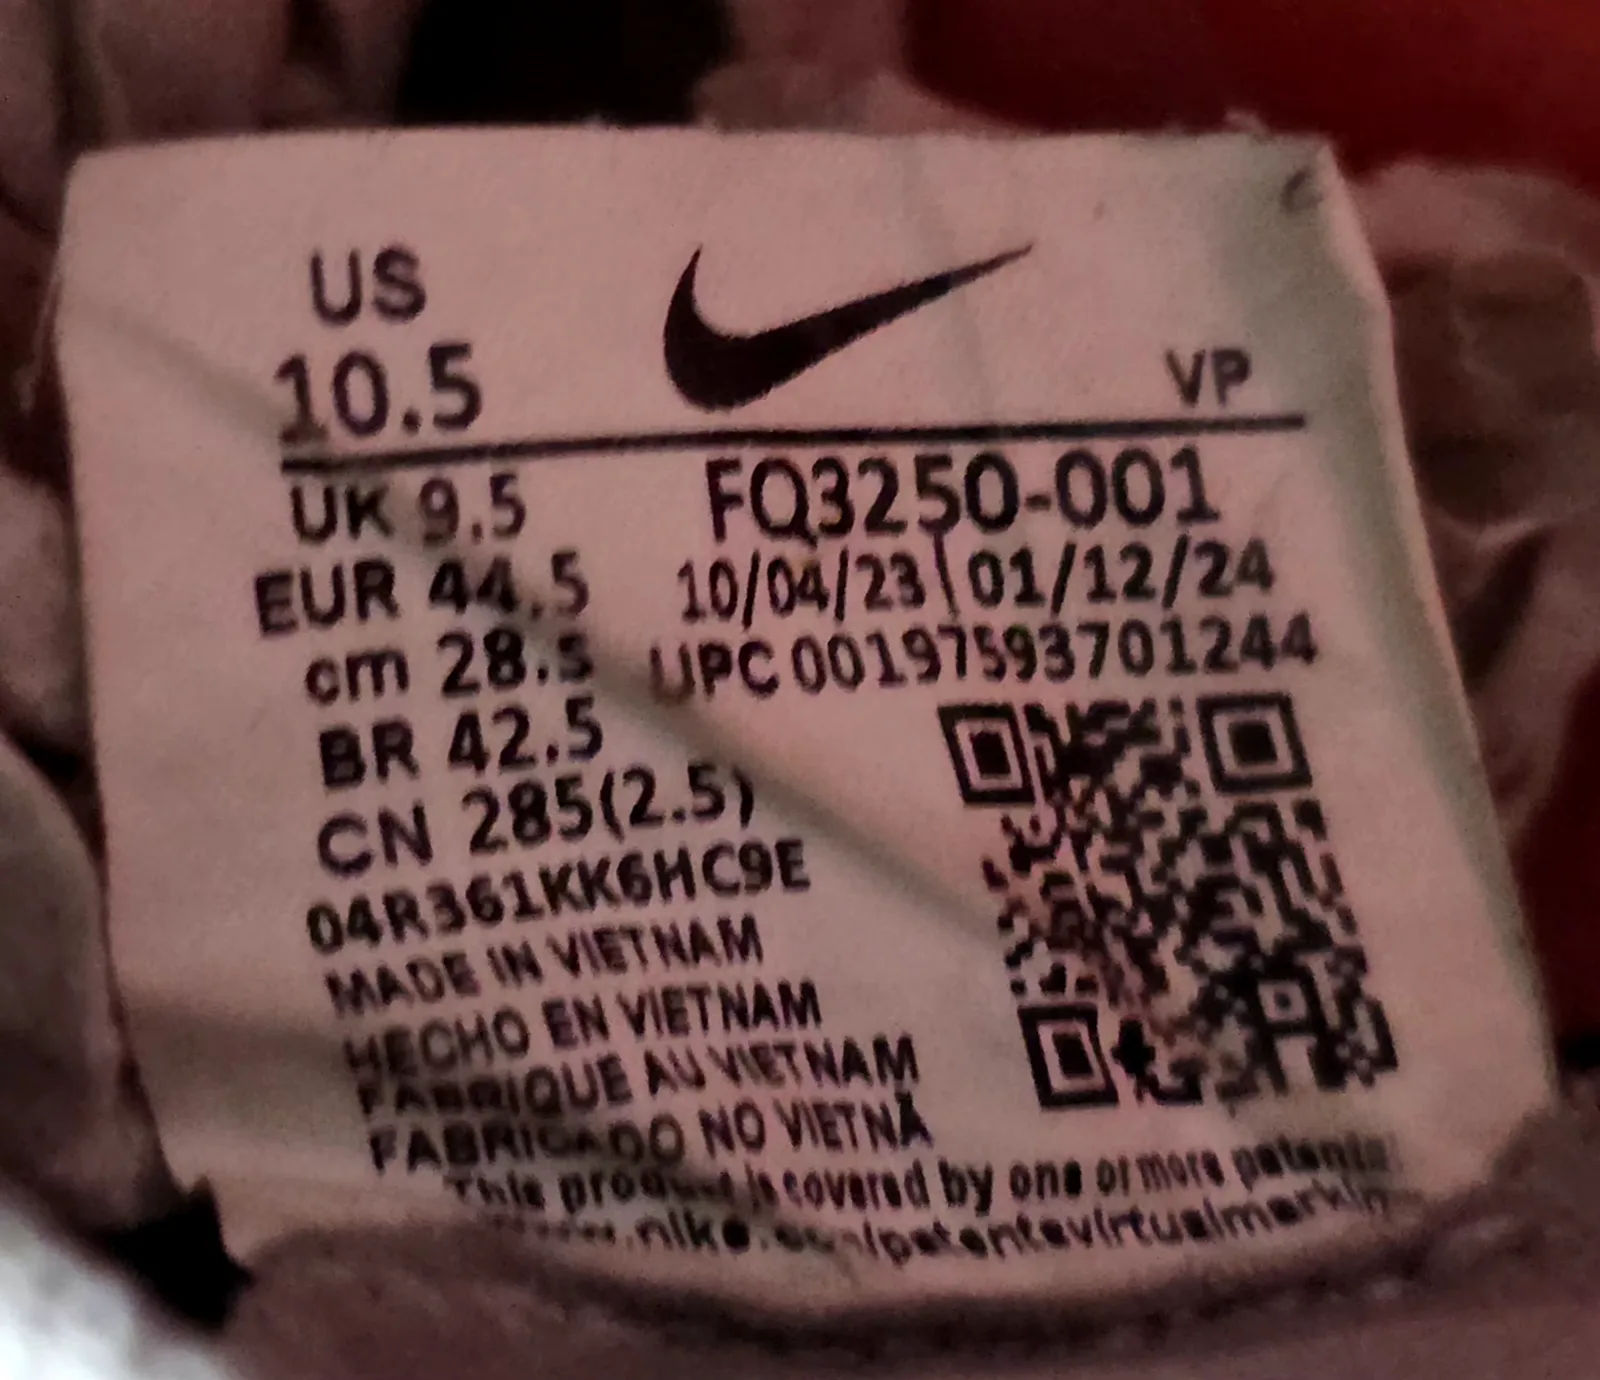 US
10.5
VP
UK 9.5 FQ3250-001
EUR 44.5 10/04/23 | 01/12/24
cm 28.5 UPC 00197593701244
BR 42.5
CN 285(2.5)
04R361KK6HC9E
MADE IN VIETNAM
HECHO EN VIETNAM
FABRIQUE AU VIETNAM
FABRICADO NO VIETNÃ
This product is covered by one or more patents